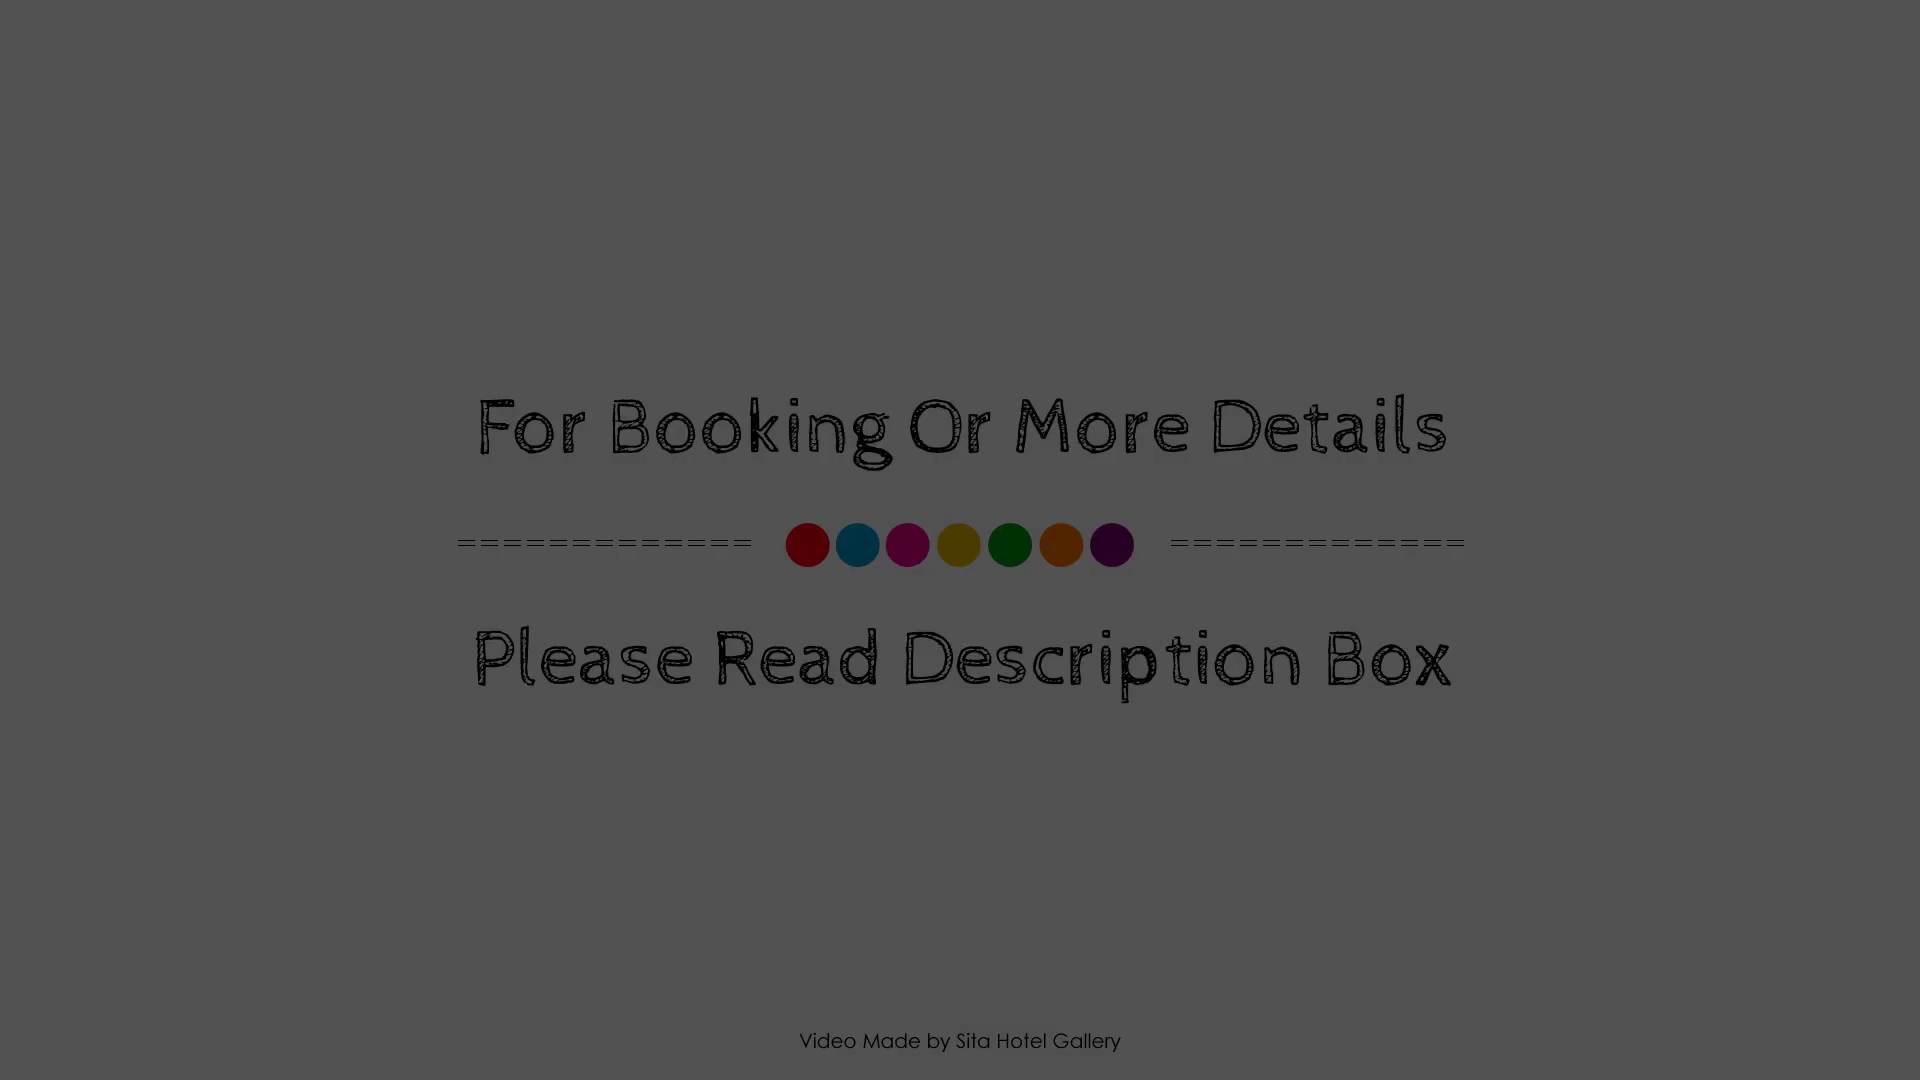 For Booking Or More Details
============= =============
Please Read Description Box
Video Made by Sita Hotel Gallery